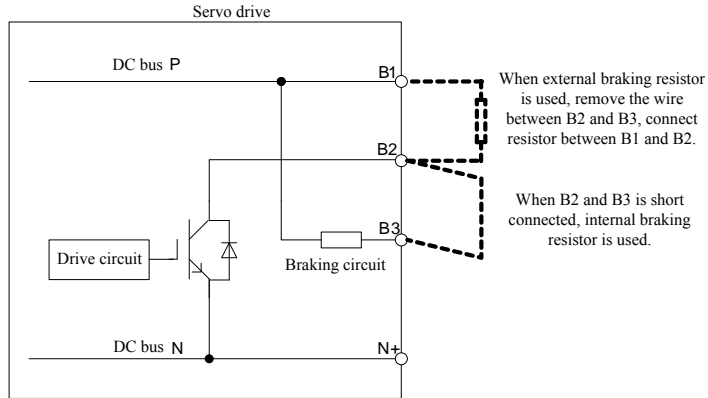 Servo drive
DC bus P
B1
When external braking resistor
is used, remove the wire
between B2 and B3, connect
resistor between B1 and B2.
B2
When B2 and B3 is short
connected, internal braking
resistor is used.
B3
Drive circuit
Braking circuit
DC bus N
N+